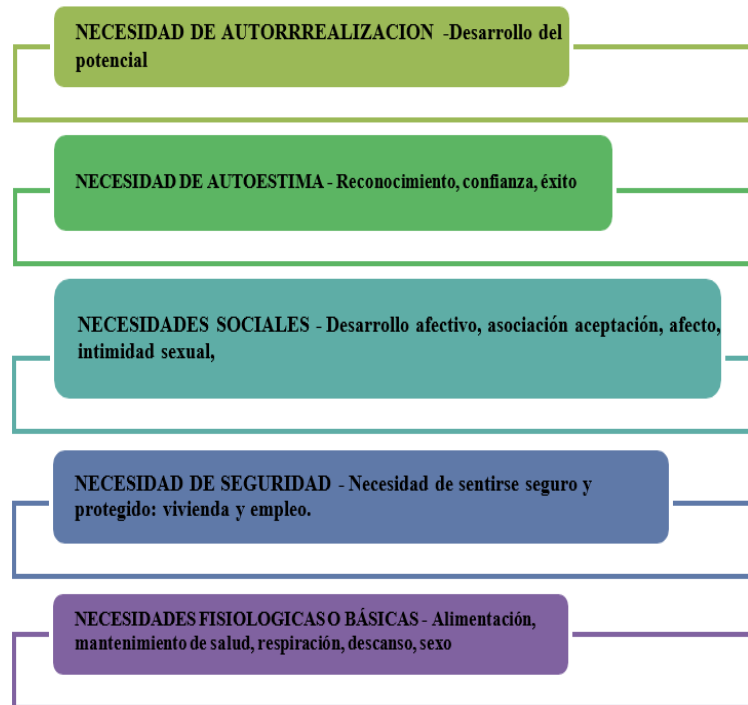 NECESIDAD DE AUTORRREALIZACION -Desarrollo del
potencial
NECESIDAD DE AUTOESTIMA - Reconocimiento, confianza, éxito
NECESIDADES SOCIALES - Desarrollo afectivo, asociación aceptación, afecto,
intimidad sexual,
NECESIDAD DE SEGURIDAD - Necesidad de sentirse seguro y
protegido: vivienda y empleo.
NECESIDADES FISIOLOGICAS O BÁSICAS - Alimentación,
mantenimiento de salud, respiración, descanso, sexo